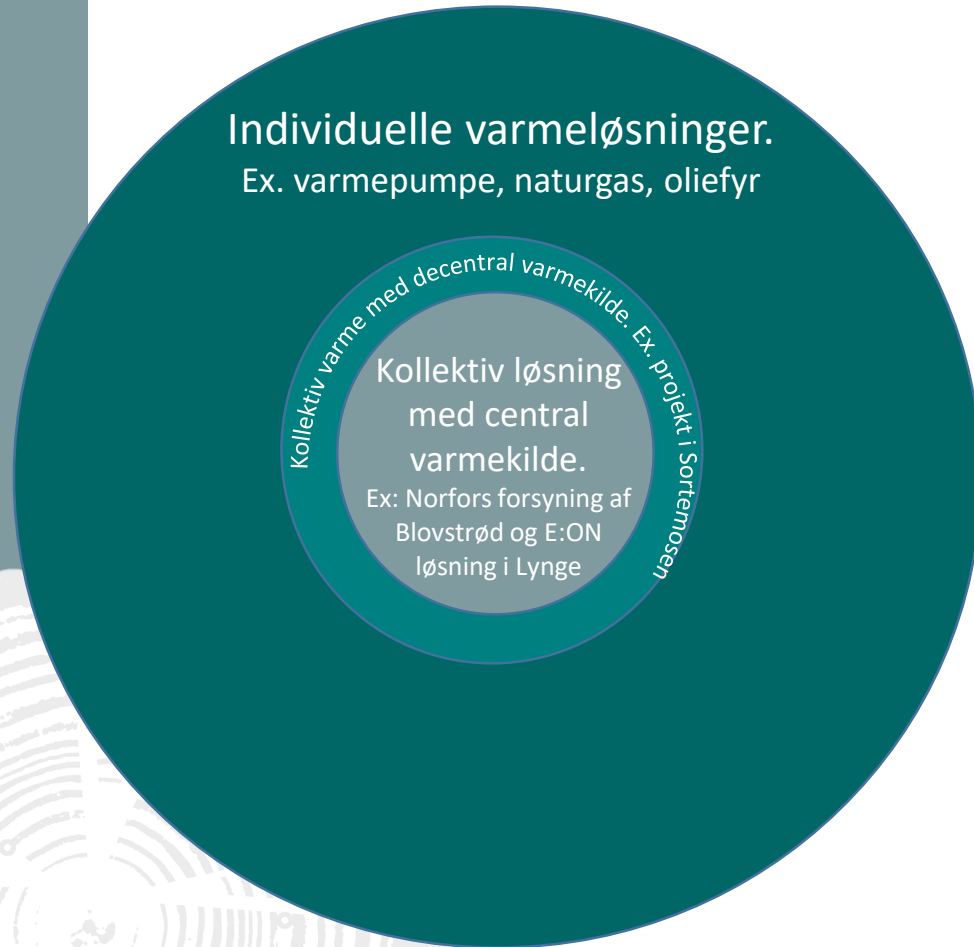 Individuelle varmeløsninger.
Ex. varmepumpe, naturgas, oliefyr
Kollektiv varme med decentral varmekilde. Ex. projekt i Sortemosen
Kollektiv løsning
med central
varmekilde.
Ex: Norfors forsyning af
Blovstrød og E:ON
løsning i Lynge